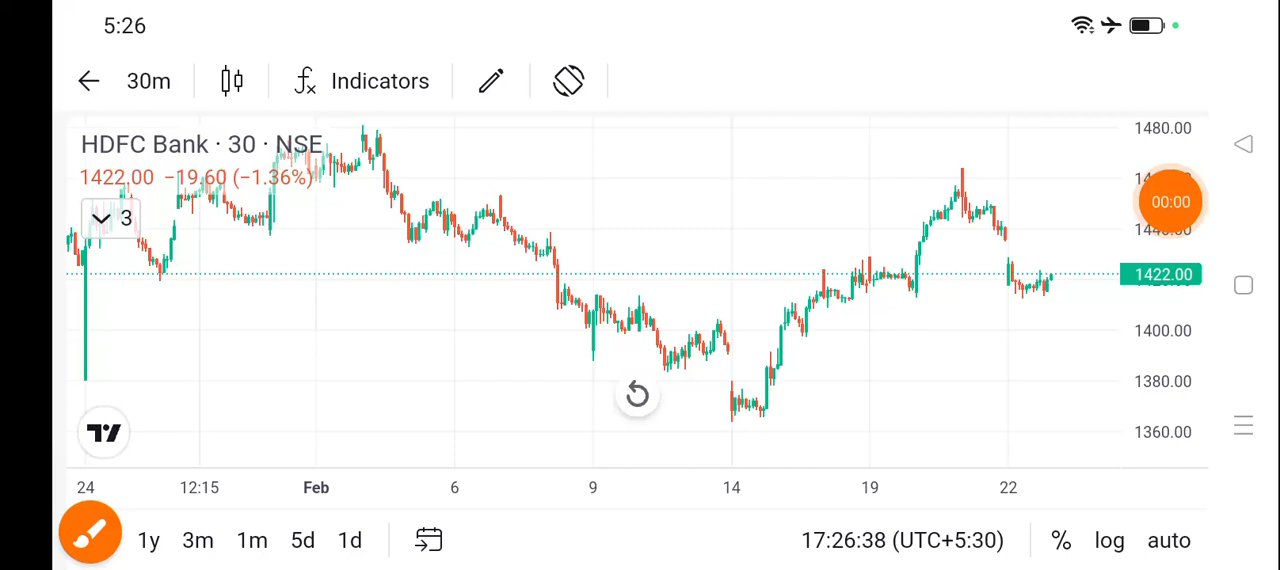 5:26
30m
Indicators
HDFC Bank · 30 · NSE
1422.00 −19.60 (−1.36%)
3
1480.00
00:00
1440.00
1422.00
1400.00
1380.00
1360.00
24 12:15 Feb 6 9 14 19 22
1y 3m 1m 5d 1d
17:26:38 (UTC+5:30)
% log auto